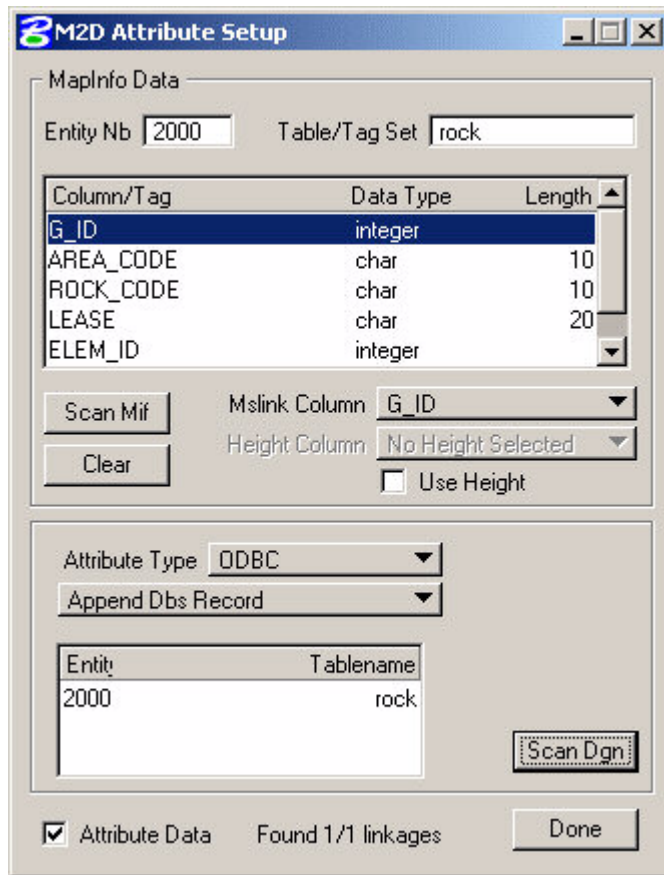 M2D Attribute Setup
MapInfo Data
Entity Nb 2000 Table/Tag Set rock
Column/Tag Data Type Length
G_ID integer
AREA_CODE char 10
ROCK_CODE char 10
LEASE char 20
ELEM_ID integer
Scan Mif Mslink Column G_ID
Height Column No Height Selected
Clear
Use Height
Attribute Type ODBC
Append Dbs Record
Entity Tablename
2000 rock
Scan Dgn
Attribute Data Found 1/1 linkages Done